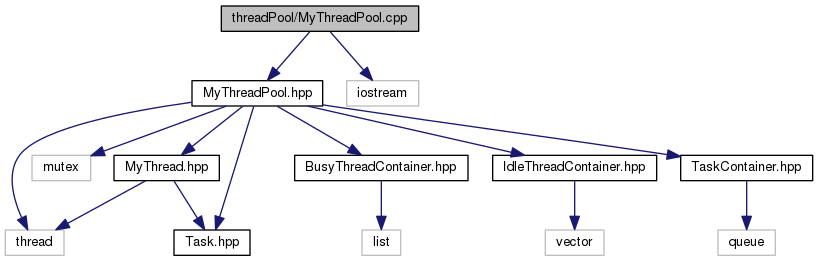 threadPool/MyThreadPool.cpp
MyThreadPool.hpp
iostream
mutex
MyThread.hpp
BusyThreadContainer.hpp
IdleThreadContainer.hpp
TaskContainer.hpp
thread
Task.hpp
list
vector
queue